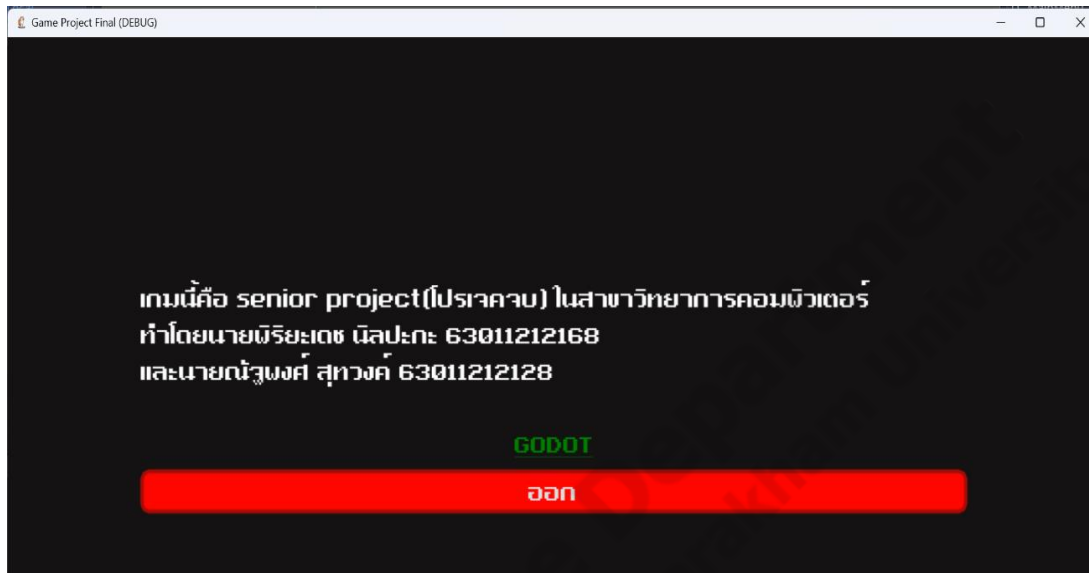 Game Project Final (DEBUG)
เกมนี้คือ senior project(โปรเจคจบ) ในสาขาวิทยาการคอมพิวเตอร์
ทำโดยนายพิริยะเดช นิลปะกะ 63011212168
และนายณัฐพงศ์ สุทวงค์ 63011212128
GODOT
ออก